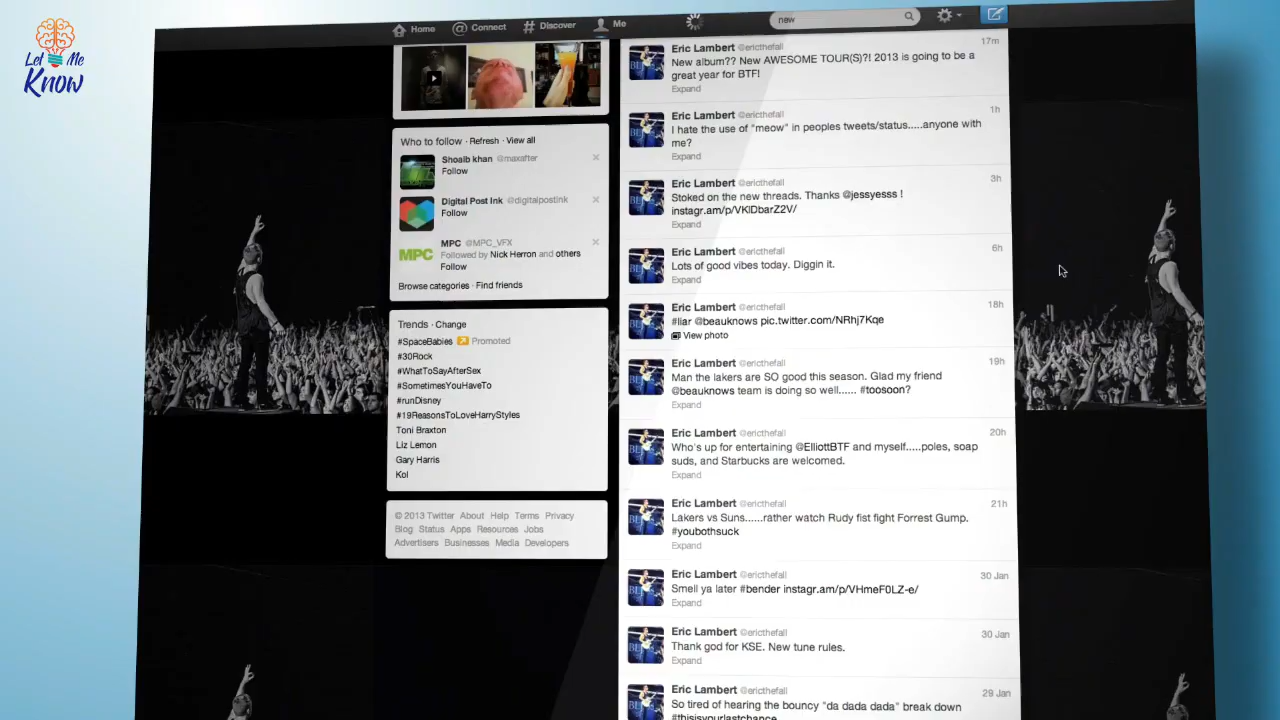 Let Me
Know
Home
Connect
Discover
Me
new
Who to follow · Refresh · View all
Shoaib khan @maxafter
Follow
Digital Post Ink @digitalpostink
Follow
MPC
MPC @MPC_VFX
Followed by Nick Herron and others
Follow
Browse categories · Find friends
Trends · Change
#SpaceBabies Promoted
#30Rock
#WhatToSayAfterSex
#SometimesYouHaveTo
#runDisney
#19ReasonsToLoveHarryStyles
Toni Braxton
Liz Lemon
Gary Harris
Kol
© 2013 Twitter About Help Terms Privacy
Blog Status Apps Resources Jobs
Advertisers Businesses Media Developers
Eric Lambert @ericthefall 17m
New album?? New AWESOME TOUR(S)?! 2013 is going to be a
great year for BTF!
Expand
Eric Lambert @ericthefall 1h
I hate the use of "meow" in peoples tweets/status.....anyone with
me?
Expand
Eric Lambert @ericthefall 3h
Stoked on the new threads. Thanks @jessyesss !
instagr.am/p/VKlDbarZ2V/
Expand
Eric Lambert @ericthefall 6h
Lots of good vibes today. Diggin it.
Expand
Eric Lambert @ericthefall 18h
#liar @beauknows pic.twitter.com/NRhj7Kqe
View photo
Eric Lambert @ericthefall 19h
Man the lakers are SO good this season. Glad my friend
@beauknows team is doing so well...... #toosoon?
Expand
Eric Lambert @ericthefall 20h
Who's up for entertaining @ElliottBTF and myself.....poles, soap
suds, and Starbucks are welcomed.
Expand
Eric Lambert @ericthefall 21h
Lakers vs Suns......rather watch Rudy fist fight Forrest Gump.
#youbothsuck
Expand
Eric Lambert @ericthefall 30 Jan
Smell ya later #bender instagr.am/p/VHmeF0LZ-e/
Expand
Eric Lambert @ericthefall 30 Jan
Thank god for KSE. New tune rules.
Expand
Eric Lambert @ericthefall 29 Jan
So tired of hearing the bouncy "da dada dada" break down
#thisisyourlastchance